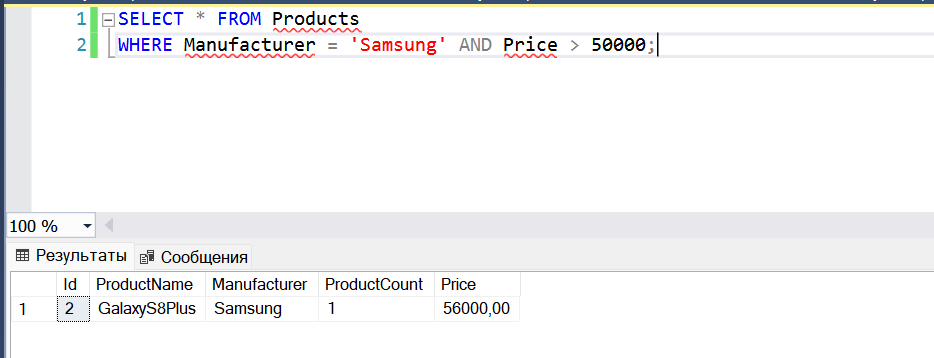 1 SELECT * FROM Products
2 WHERE Manufacturer = 'Samsung' AND Price > 50000;
100 %
Результаты Сообщения
Id ProductName Manufacturer ProductCount Price
1 2 GalaxyS8Plus Samsung 1 56000,00